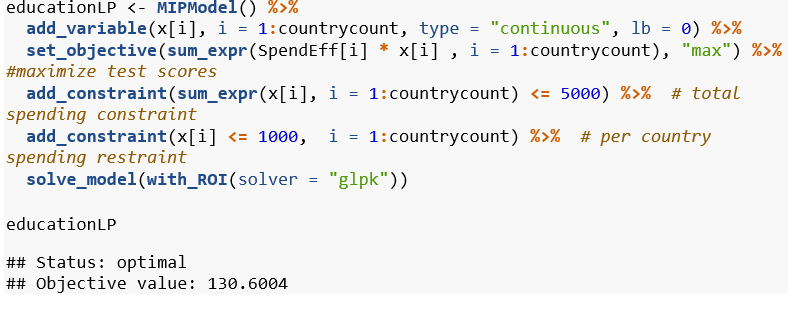 educationLP <- MIPModel() %>%
  add_variable(x[i], i = 1:countrycount, type = "continuous", lb = 0) %>%
  set_objective(sum_expr(SpendEff[i] * x[i] , i = 1:countrycount), "max") %>%
#maximize test scores
  add_constraint(sum_expr(x[i], i = 1:countrycount) <= 5000) %>%  # total
spending constraint
  add_constraint(x[i] <= 1000,  i = 1:countrycount) %>%  # per country
spending restraint
  solve_model(with_ROI(solver = "glpk"))

educationLP

## Status: optimal
## Objective value: 130.6004